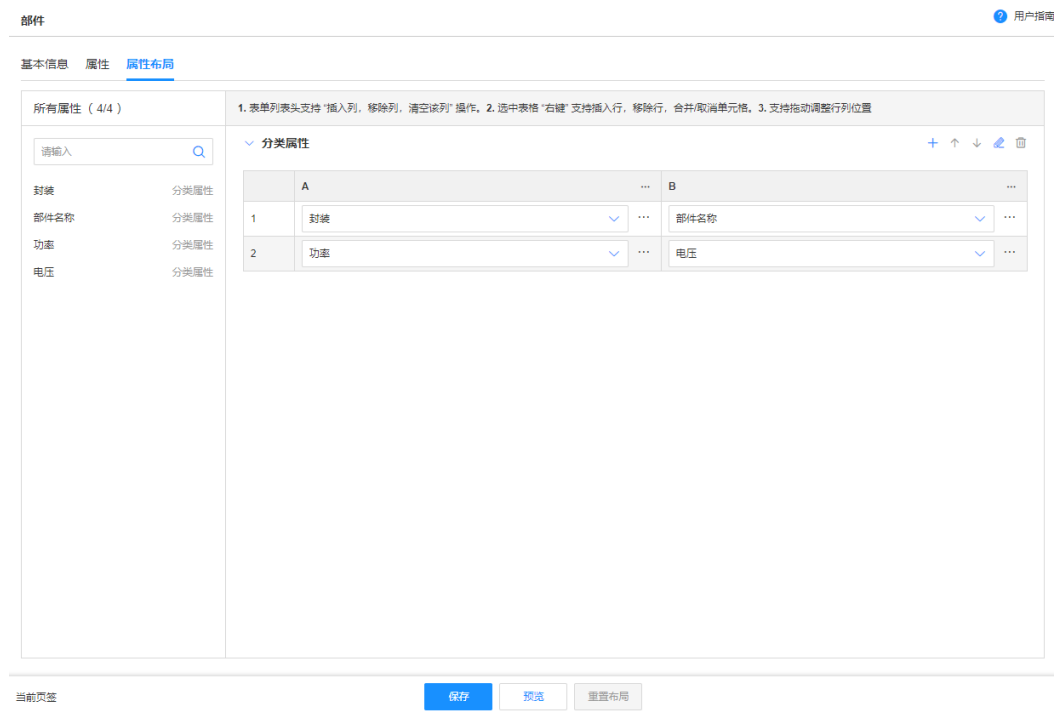 部件
用户指南
基本信息 属性 属性布局
所有属性（ 4/4 ）
1. 表单列表头支持 “插入列，移除列，清空该列” 操作。2. 选中表格 “右键” 支持插入行，移除行，合并/取消单元格。3. 支持拖动调整行列位置
请输入
分类属性
封装 分类属性
部件名称 分类属性
功率 分类属性
电压 分类属性
A ... B ...
1 封装 ... 部件名称 ...
2 功率 ... 电压 ...
当前页签
保存 预览 重置布局